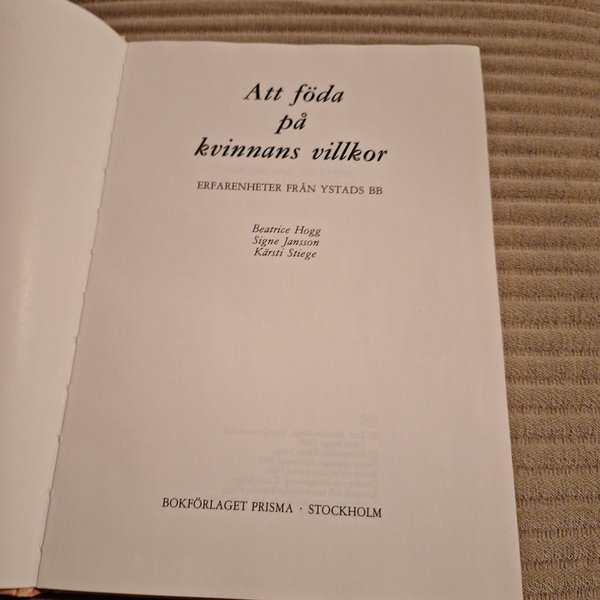 Att föda
på
kvinnans villkor
ERFARENHETER FRÅN YSTADS BB
Beatrice Hogg
Signe Jansson
Kärsti Stiege
BOKFÖRLAGET PRISMA · STOCKHOLM